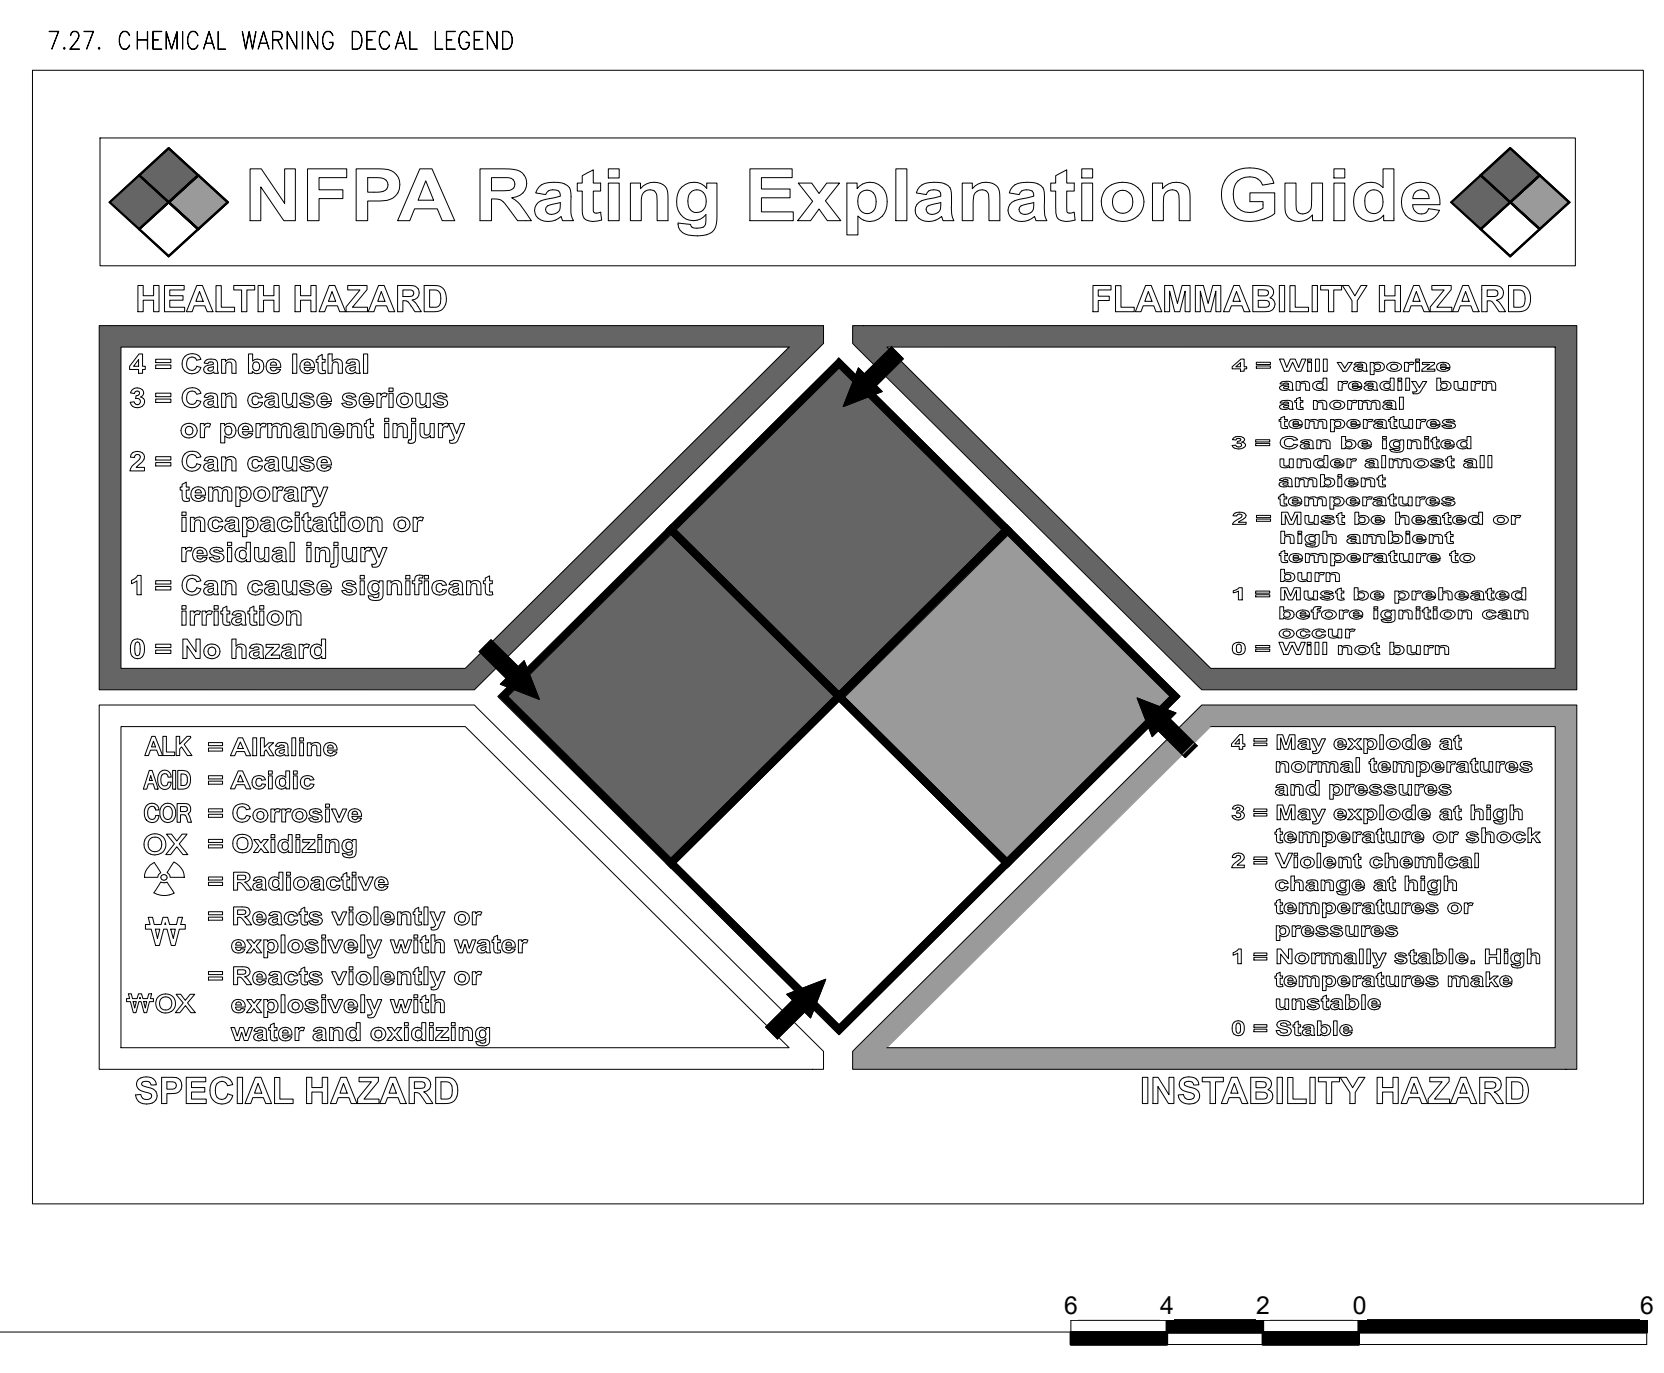 7.27. CHEMICAL WARNING DECAL LEGEND
NFPA Rating Explanation Guide
HEALTH HAZARD
4 = Can be lethal
3 = Can cause serious
or permanent injury
2 = Can cause
temporary
incapacitation or
residual injury
1 = Can cause significant
irritation
0 = No hazard
FLAMMABILITY HAZARD
4 = Will vaporize
and readily burn
at normal
temperatures
3 = Can be ignited
under almost all
ambient
temperatures
2 = Must be heated or
high ambient
temperature to
burn
1 = Must be preheated
before ignition can
occur
0 = Will not burn
ALK = Alkaline
ACID = Acidic
COR = Corrosive
OX = Oxidizing
= Radioactive
W = Reacts violently or
explosively with water
= Reacts violently or
WOX explosively with
water and oxidizing
SPECIAL HAZARD
4 = May explode at
normal temperatures
and pressures
3 = May explode at high
temperature or shock
2 = Violent chemical
change at high
temperatures or
pressures
1 = Normally stable. High
temperatures make
unstable
0 = Stable
INSTABILITY HAZARD
6 4 2 0 6